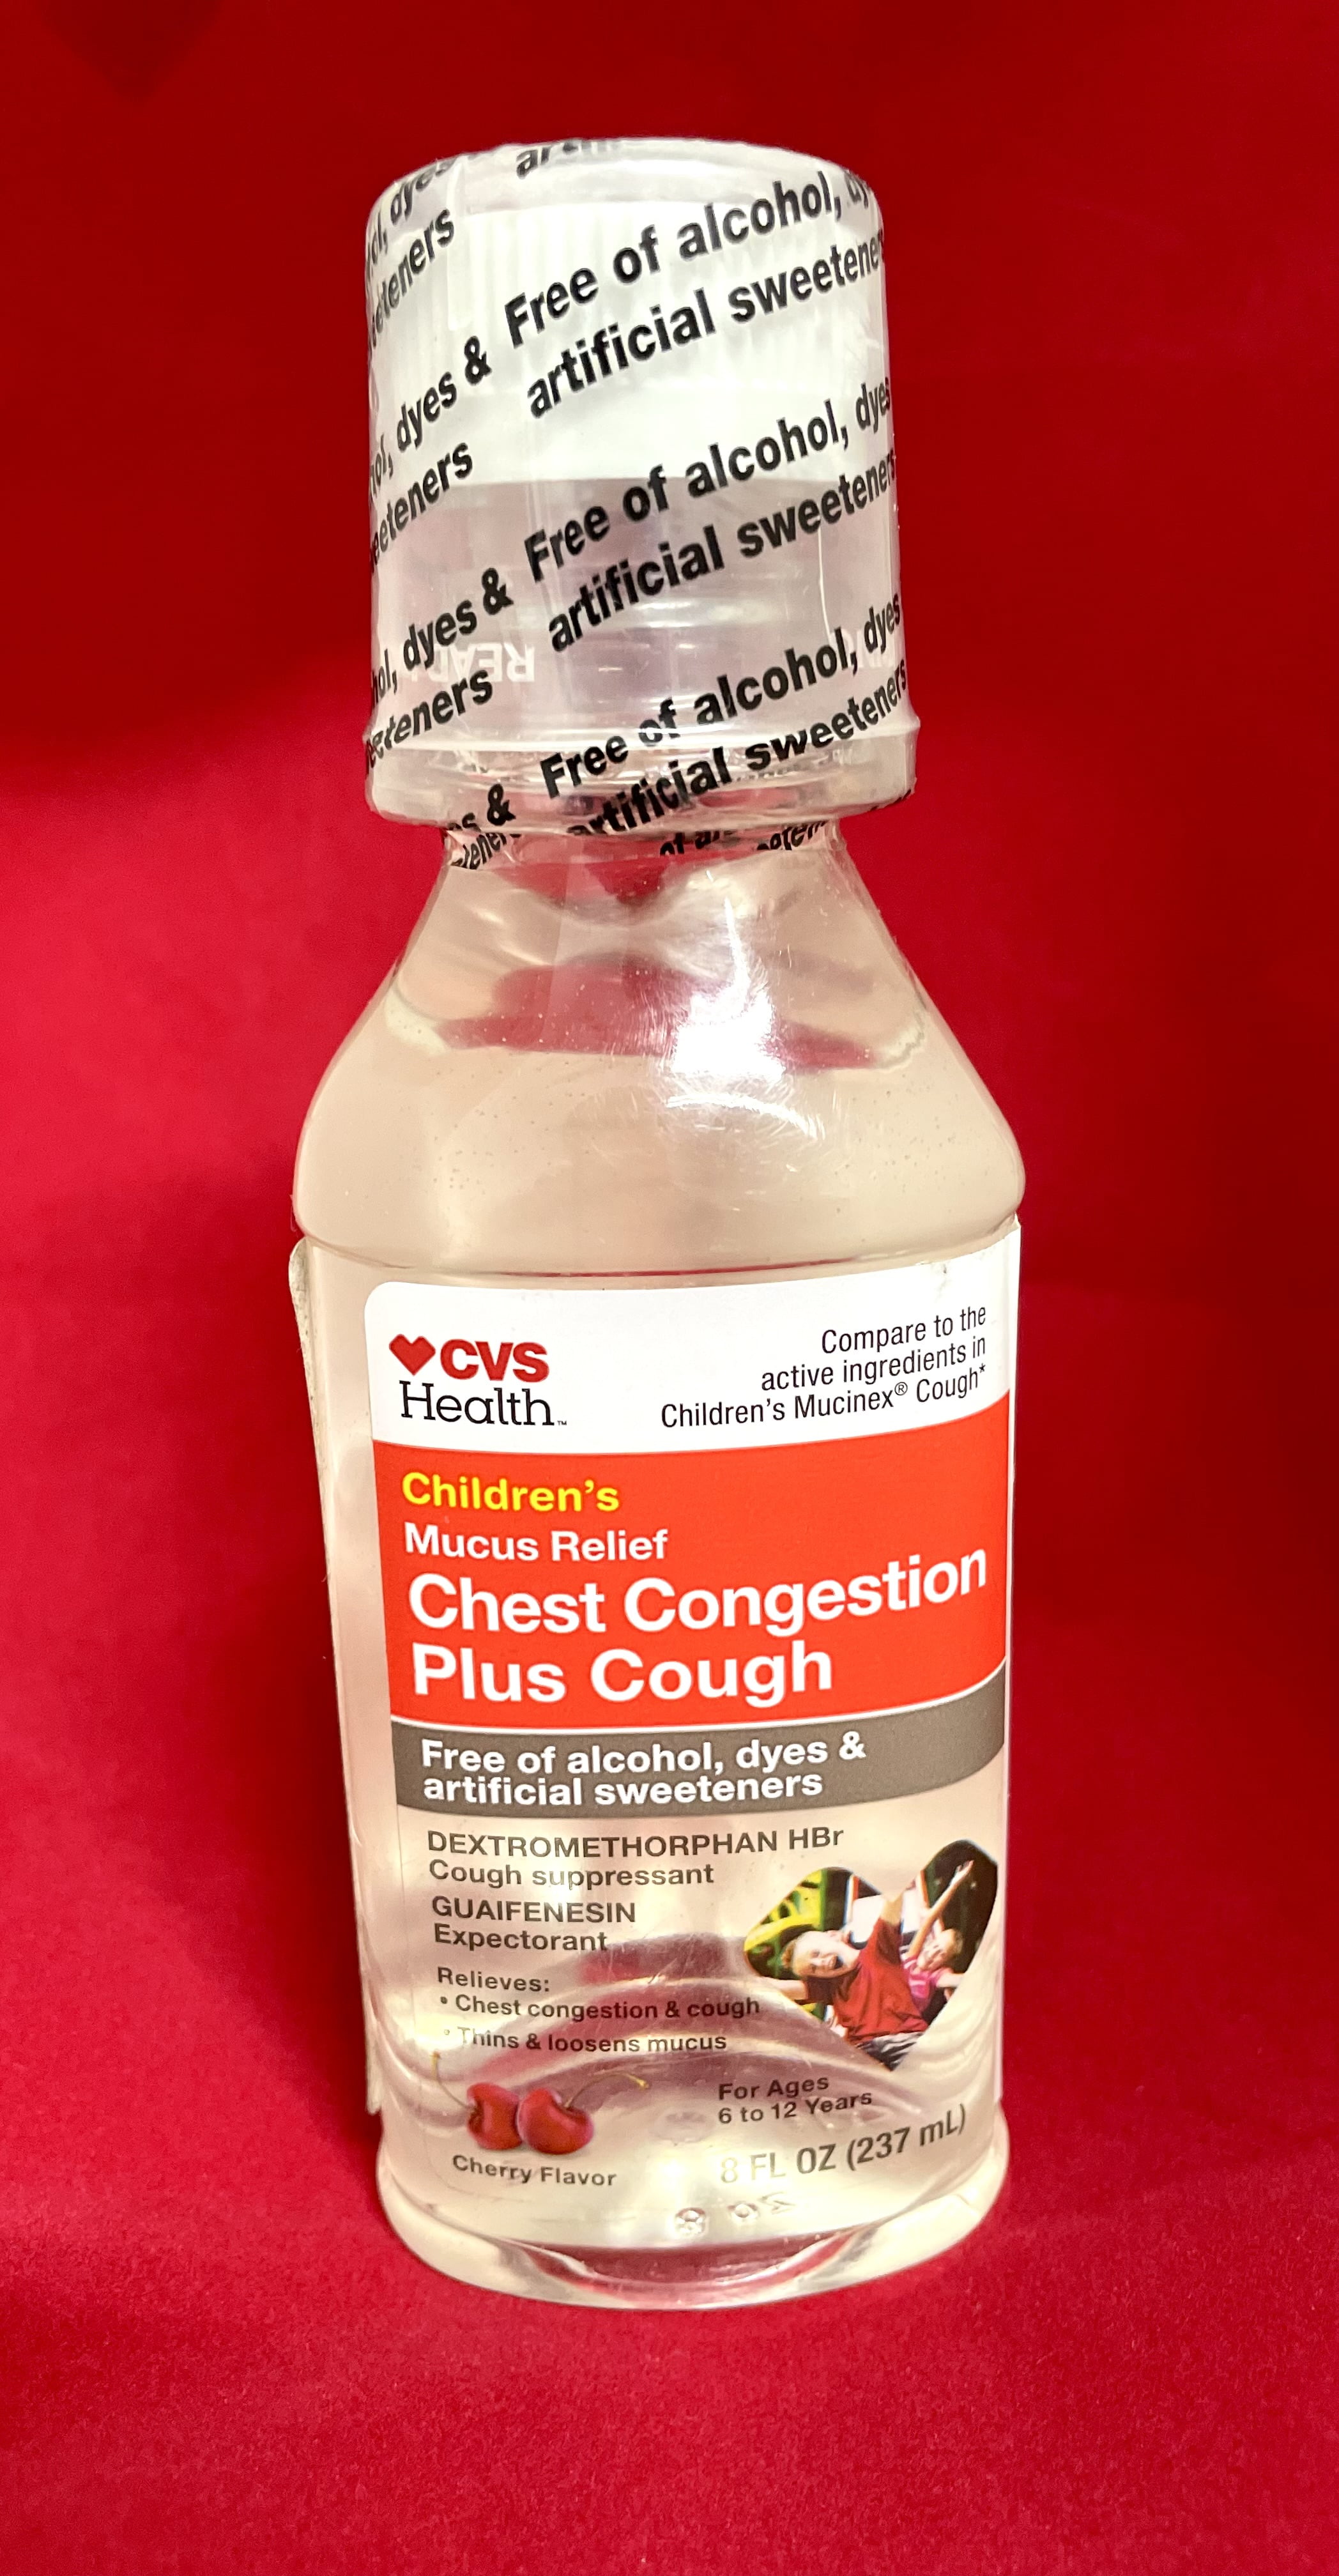 Free of alcohol,
artificial sweeteners
dyes &
Free of alcohol, dyes
artificial sweeteners
dyes &
Free of alcohol, dyes
artificial sweeteners
&
CVS
Health™
Compare to the
active ingredients in
Children's Mucinex® Cough*
Children's
Mucus Relief
Chest Congestion
Plus Cough
Free of alcohol, dyes &
artificial sweeteners
DEXTROMETHORPHAN HBr
Cough suppressant
GUAIFENESIN
Expectorant
Relieves:
• Chest congestion & cough
• Thins & loosens mucus
For Ages
6 to 12 Years
Cherry Flavor
8 FL OZ (237 mL)